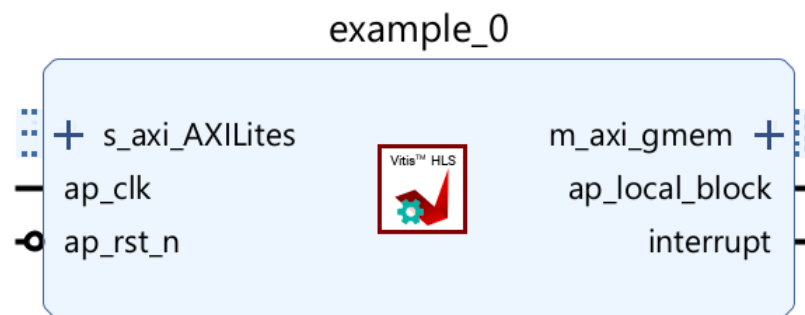 example_0
s_axi_AXILites
m_axi_gmem
Vitis™ HLS
ap_clk
ap_local_block
ap_rst_n
interrupt